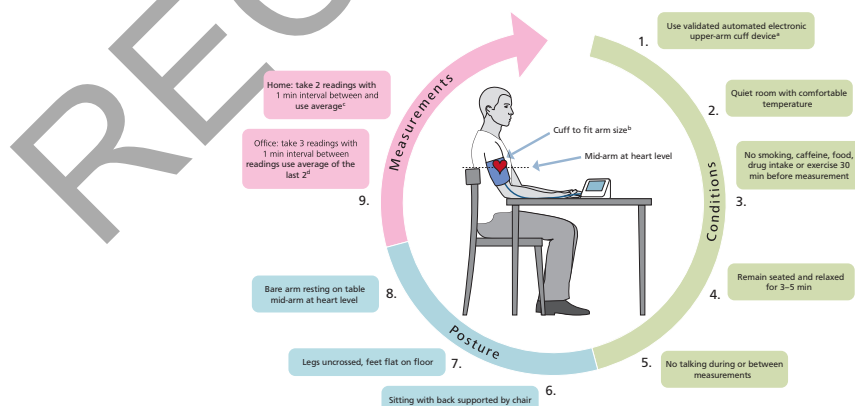 1.
Use validated automated electronic
upper-arm cuff deviceᵃ
2.
Quiet room with comfortable
temperature
No smoking, caffeine, food,
drug intake or exercise 30
min before measurement
3.
Conditions
4.
Remain seated and relaxed
for 3–5 min
5.
No talking during or between
measurements
6.
Sitting with back supported by chair
7.
Legs uncrossed, feet flat on floor
Posture
8.
Bare arm resting on table
mid-arm at heart level
9.
Office: take 3 readings with
1 min interval between
readings use average of the
last 2ᵈ
Home: take 2 readings with
1 min interval between and
use averageᶜ
Measurements
Cuff to fit arm sizeᵇ
Mid-arm at heart level